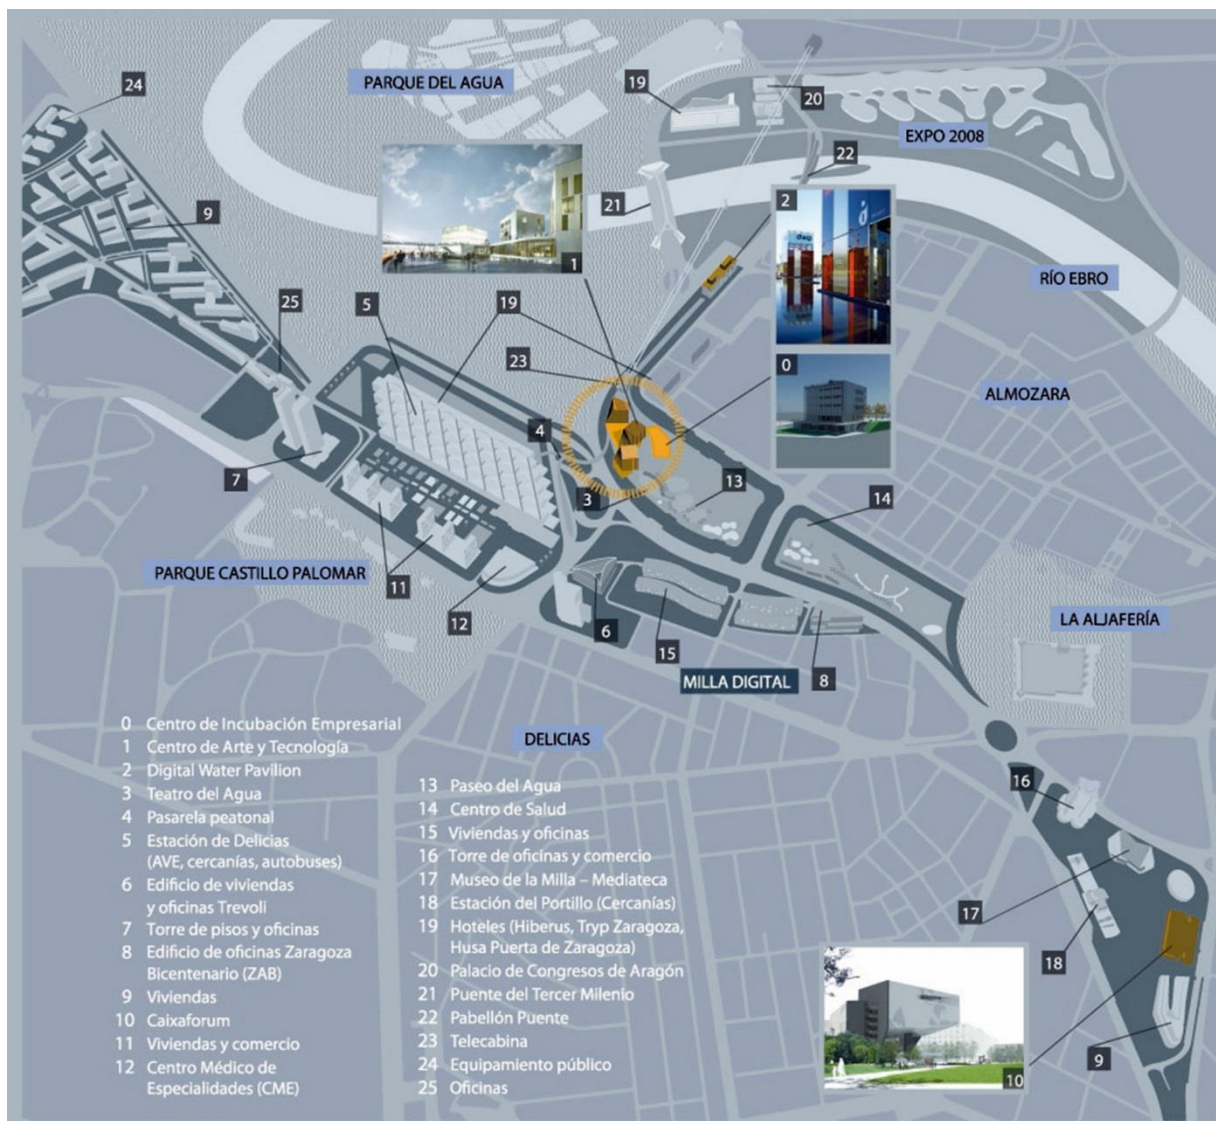 24
PARQUE DEL AGUA
19
20
EXPO 2008
22
9
21
2
1
RÍO EBRO
25
5
19
23
0
ALMOZARA
4
7
3
13
14
PARQUE CASTILLO PALOMAR
11
12
6
15
MILLA DIGITAL
8
LA ALJAFERÍA
DELICIAS
16
17
18
10
9
0 Centro de Incubación Empresarial
1 Centro de Arte y Tecnología
2 Digital Water Pavilion
3 Teatro del Agua
4 Pasarela peatonal
5 Estación de Delicias
(AVE, cercanías, autobuses)
6 Edificio de viviendas
y oficinas Trevoli
7 Torre de pisos y oficinas
8 Edificio de oficinas Zaragoza
Bicentenario (ZAB)
9 Viviendas
10 Caixaforum
11 Viviendas y comercio
12 Centro Médico de
Especialidades (CME)
13 Paseo del Agua
14 Centro de Salud
15 Viviendas y oficinas
16 Torre de oficinas y comercio
17 Museo de la Milla – Mediateca
18 Estación del Portillo (Cercanías)
19 Hoteles (Hiberus, Tryp Zaragoza,
Husa Puerta de Zaragoza)
20 Palacio de Congresos de Aragón
21 Puente del Tercer Milenio
22 Pabellón Puente
23 Telecabina
24 Equipamiento público
25 Oficinas